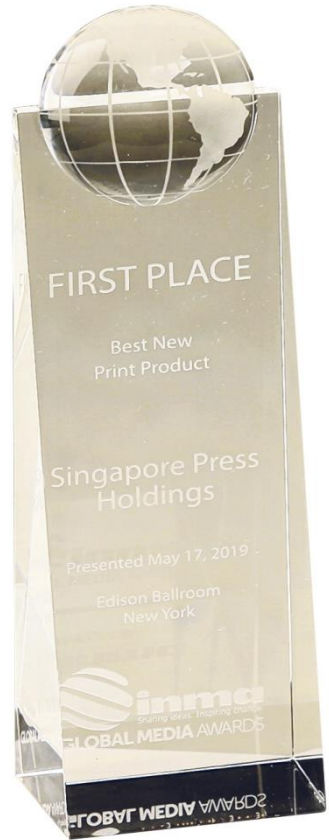 FIRST PLACE
Best New
Print Product
Singapore Press
Holdings
Presented May 17, 2019
Edison Ballroom
New York
inma
Sharing ideas. Inspiring change.
GLOBAL MEDIA AWARDS
GLOBAL MEDIA AWARDS